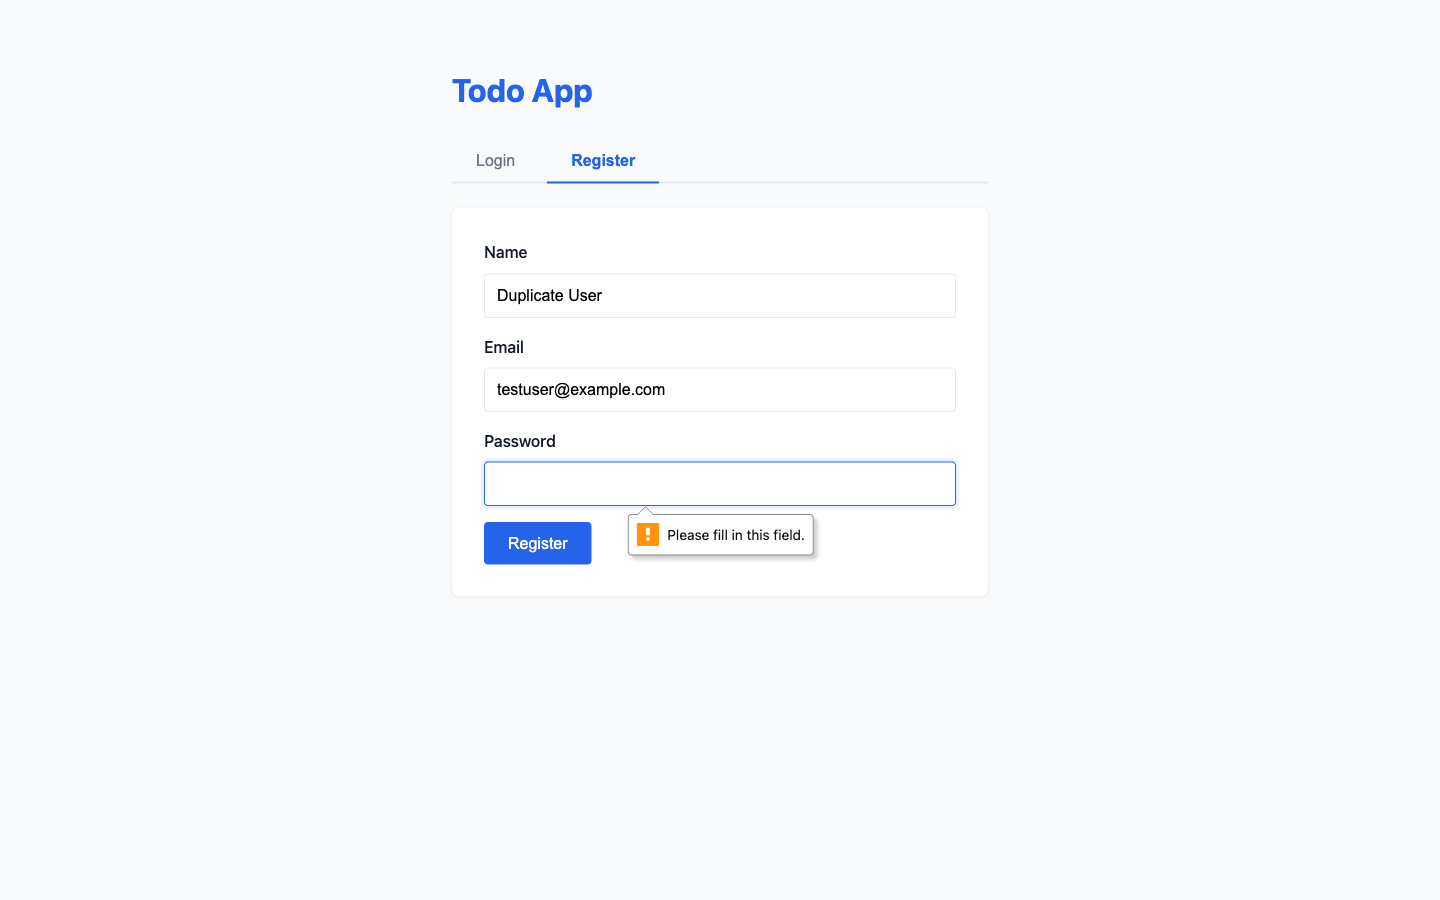 Todo App
Login
Register
Name
Duplicate User
Email
testuser@example.com
Password
Please fill in this field.
Register